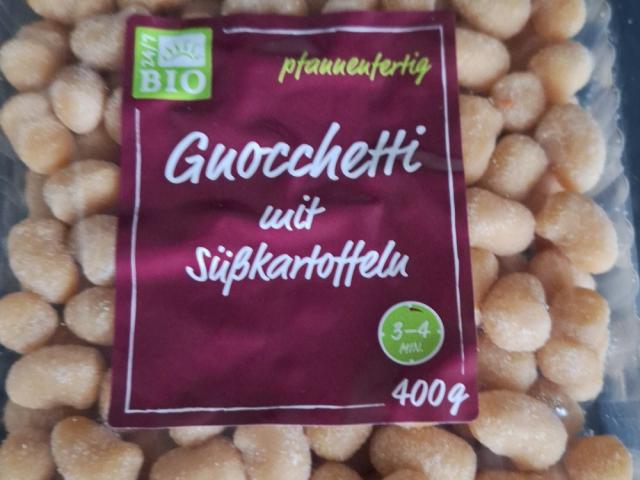 24/7
BIO
pfannenfertig
Gnocchetti
mit
Süßkartoffeln
3–4
MIN.
400g